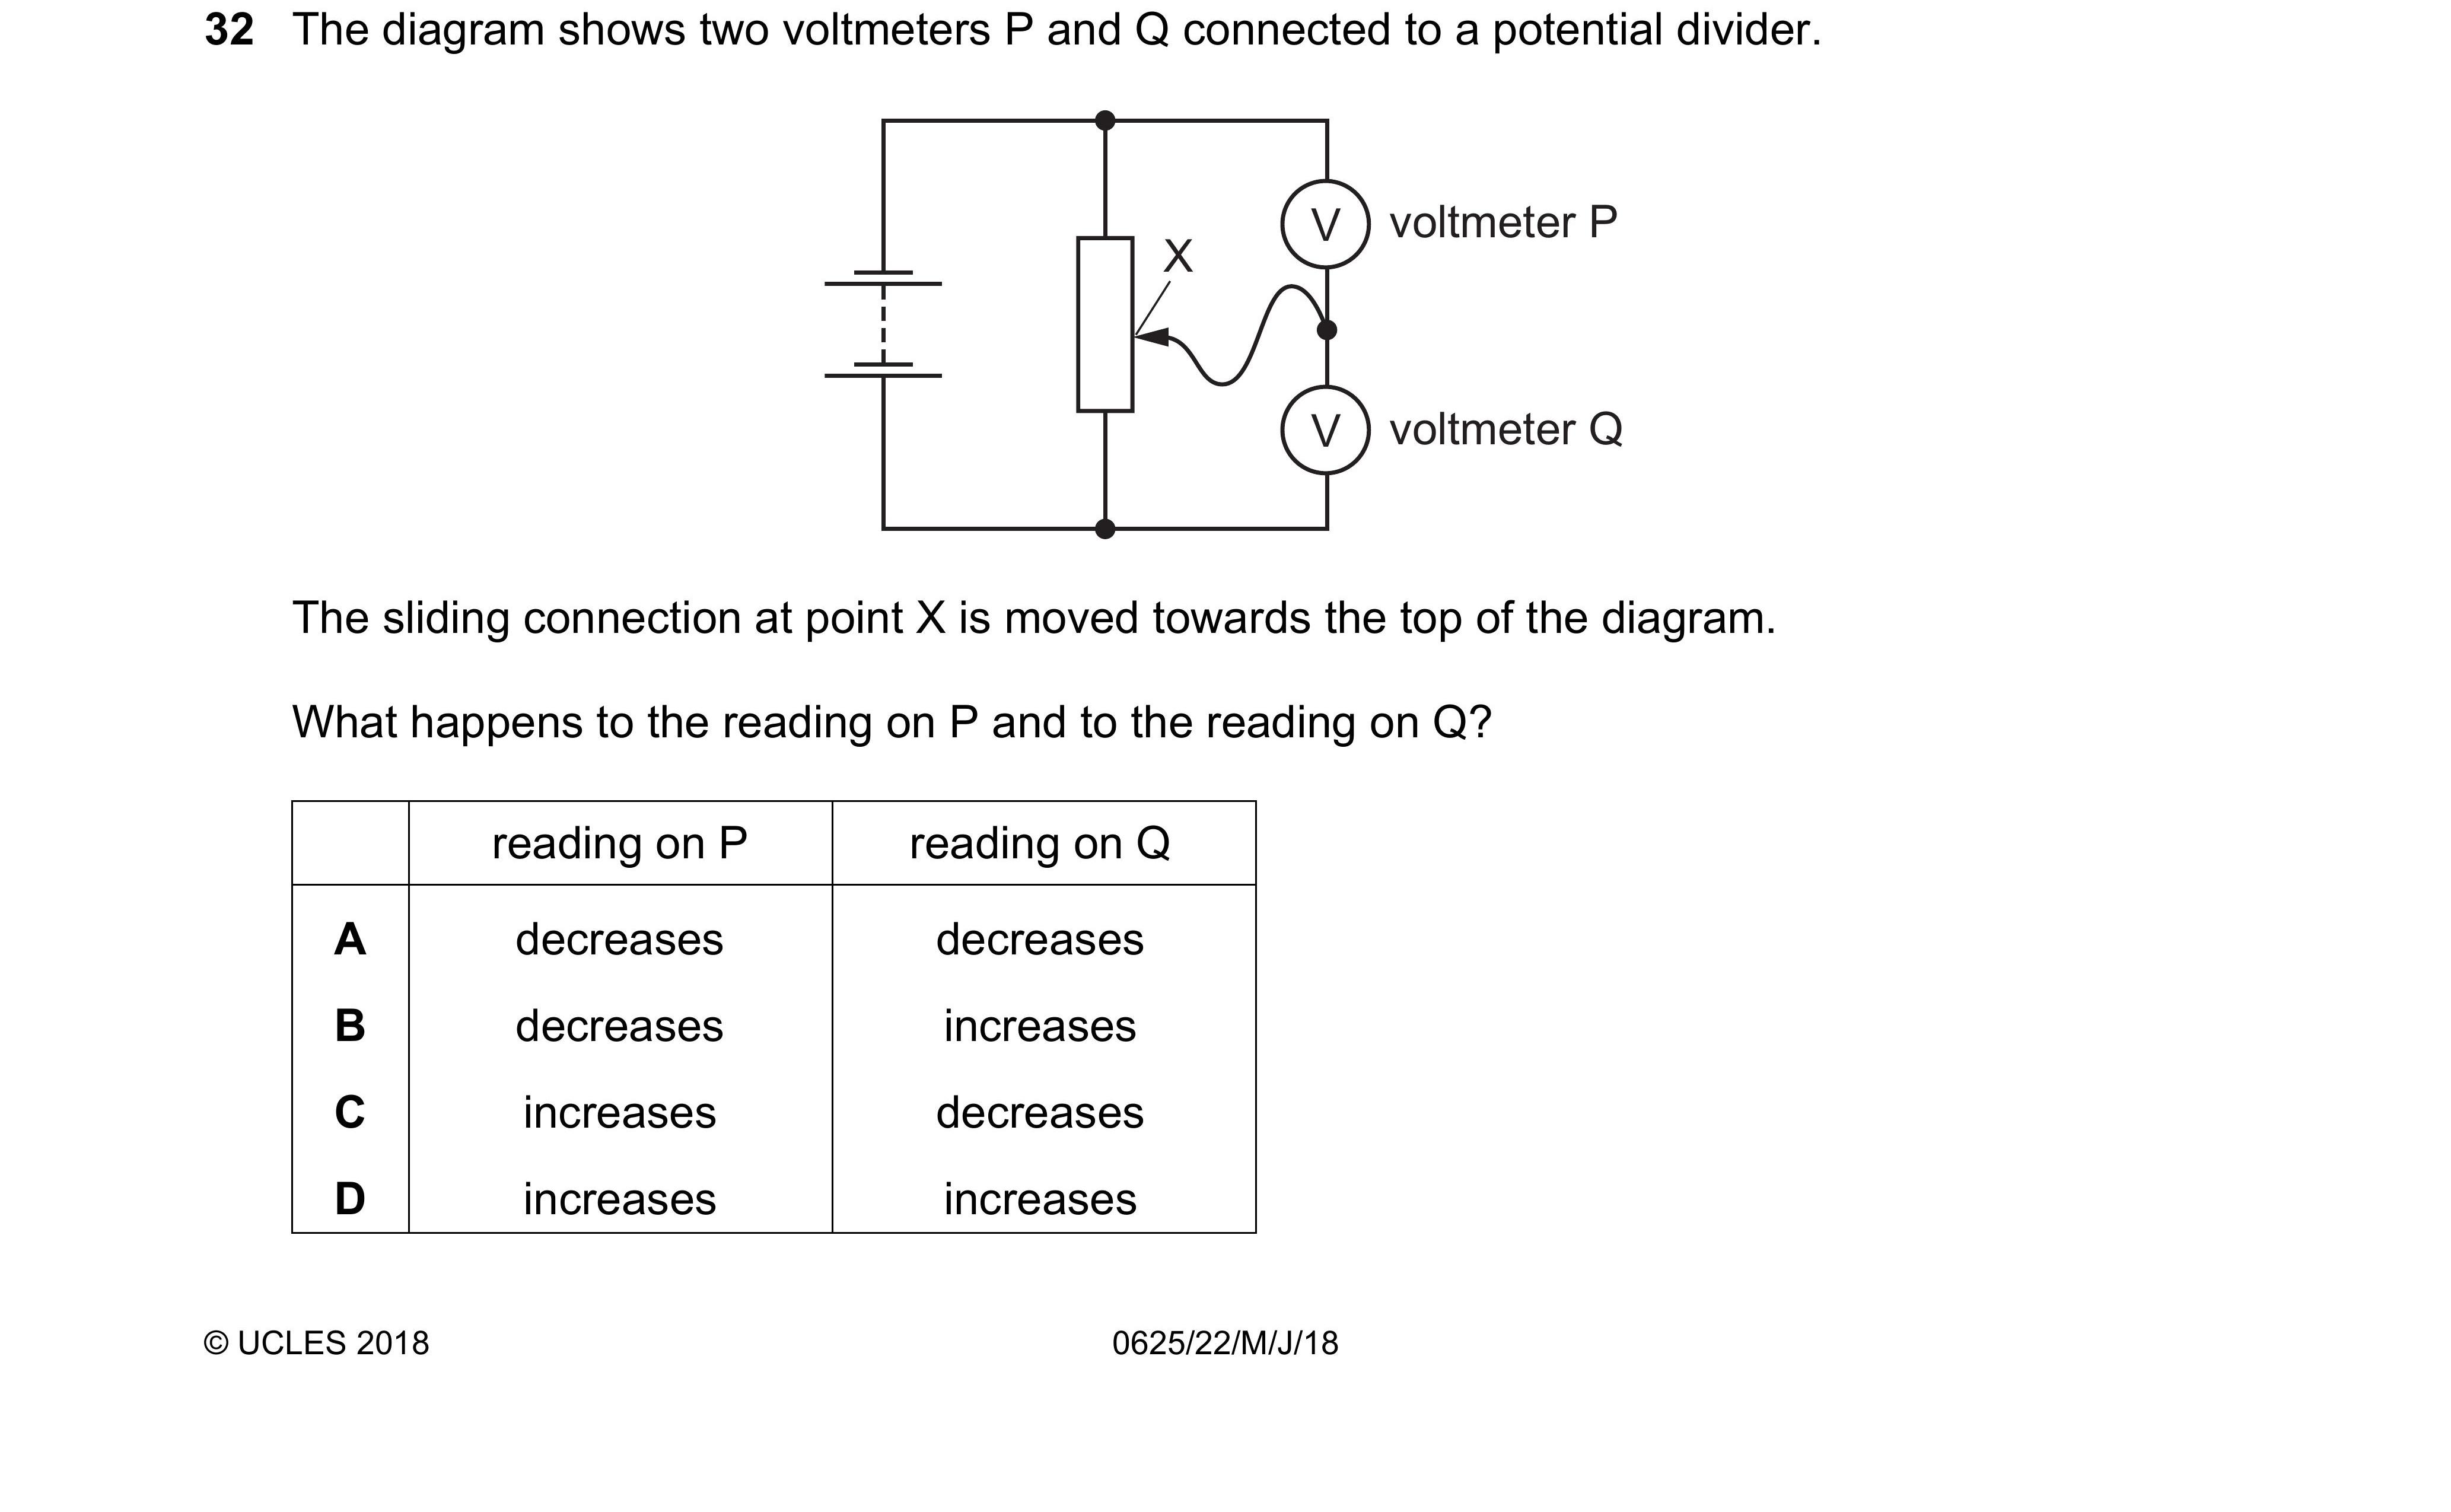 32 The diagram shows two voltmeters P and Q connected to a potential divider.
X
V voltmeter P
V voltmeter Q
The sliding connection at point X is moved towards the top of the diagram.
What happens to the reading on P and to the reading on Q?
reading on P reading on Q
A decreases decreases
B decreases increases
C increases decreases
D increases increases
© UCLES 2018 0625/22/M/J/18